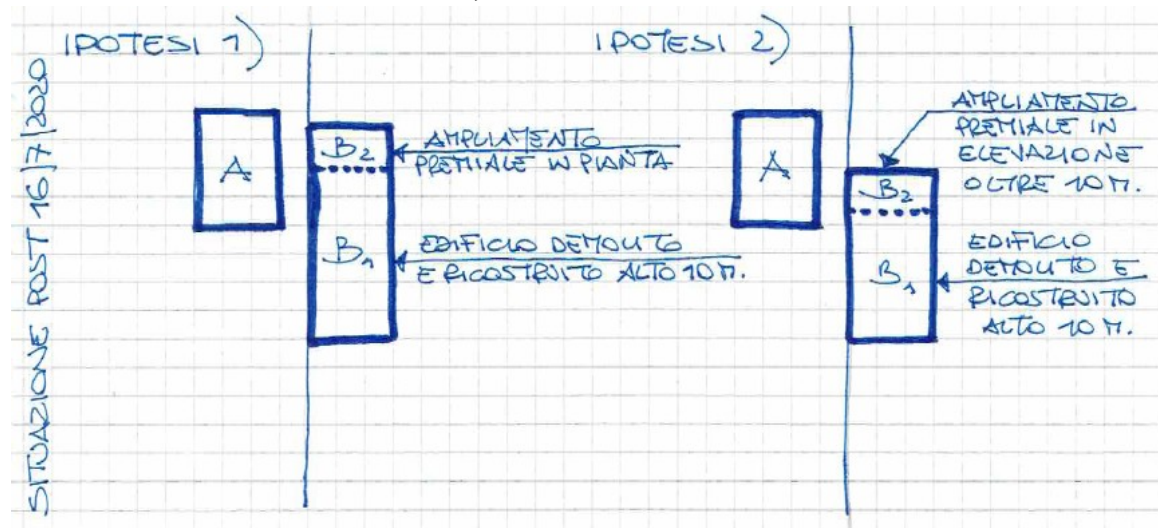 IPOTESI 1)
IPOTESI 2)
SITUAZIONE POST 16/7/2020
A
B2
B1
AMPLIAMENTO
PREMIALE IN PIANTA
EDIFICIO DEMOLITO
E RICOSTRUITO ALTO 10 M.
A
B2
B1
AMPLIAMENTO
PREMIALE IN
ELEVAZIONE
OLTRE 10 M.
EDIFICIO
DEMOLITO E
RICOSTRUITO
ALTO 10 M.